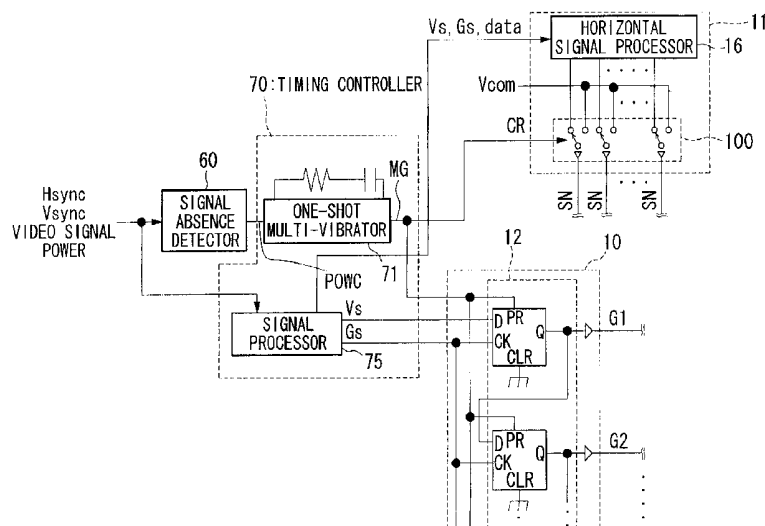 Vs, Gs, data
HORIZONTAL
SIGNAL PROCESSOR
11
16
70:TIMING CONTROLLER
Vcom
CR
100
60
Hsync
Vsync
VIDEO SIGNAL
POWER
SIGNAL
ABSENCE
DETECTOR
ONE-SHOT
MULTI-VIBRATOR
MG
71
POWC
SN
SN
SN
12
10
SIGNAL
PROCESSOR
75
Vs
Gs
D
PR
Q
CK
CLR
G1
D
PR
Q
CK
CLR
G2